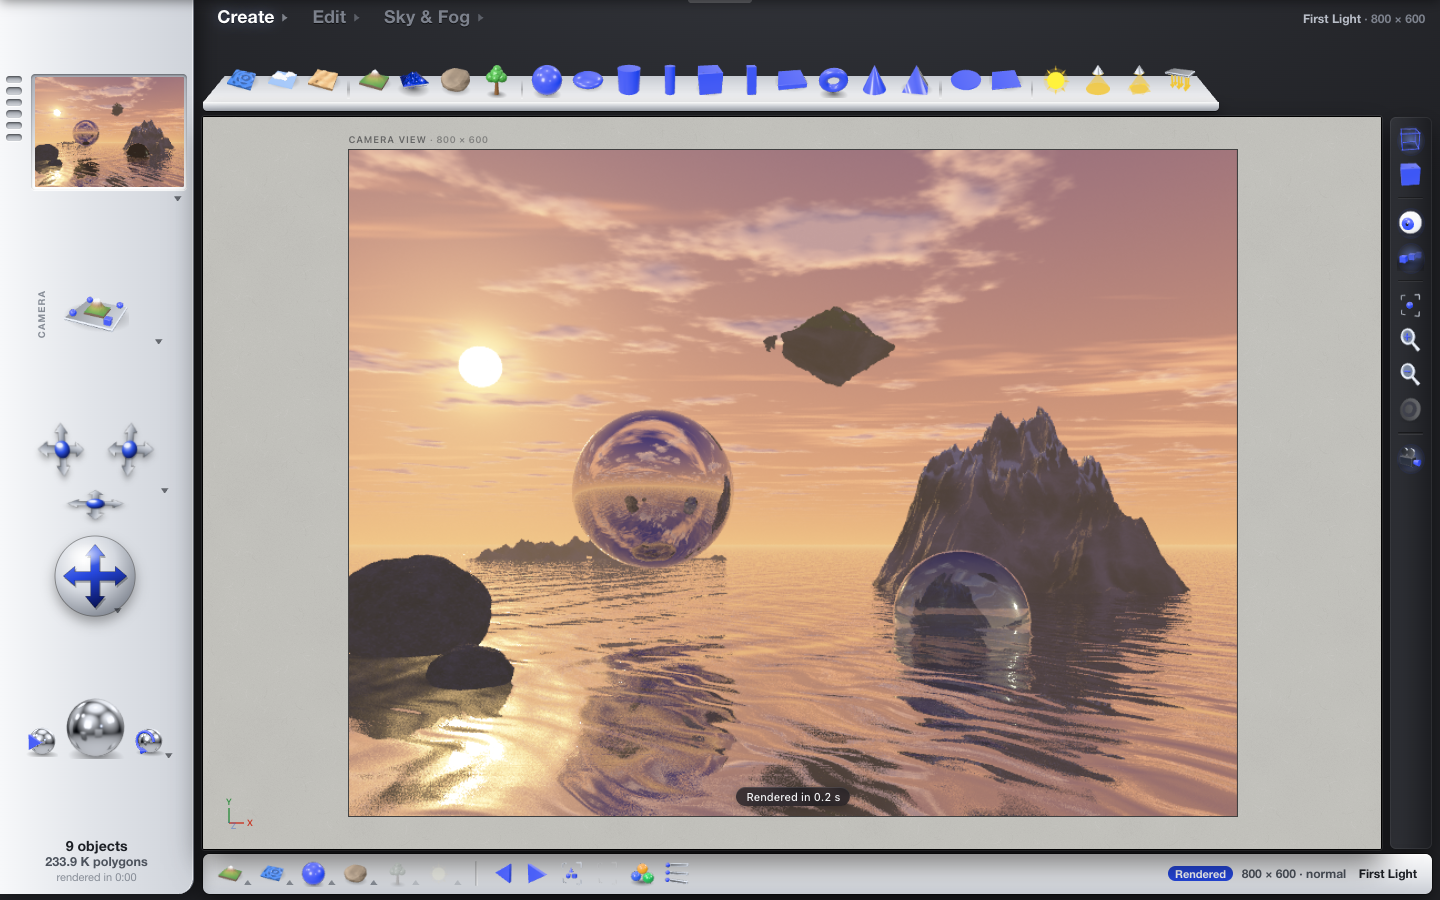 Create Edit Sky & Fog
First Light · 800 × 600
CAMERA VIEW · 800 × 600
CAMERA
Rendered in 0.2 s
Y
X
Z
9 objects
233.9 K polygons
rendered in 0:00
Rendered 800 × 600 · normal First Light